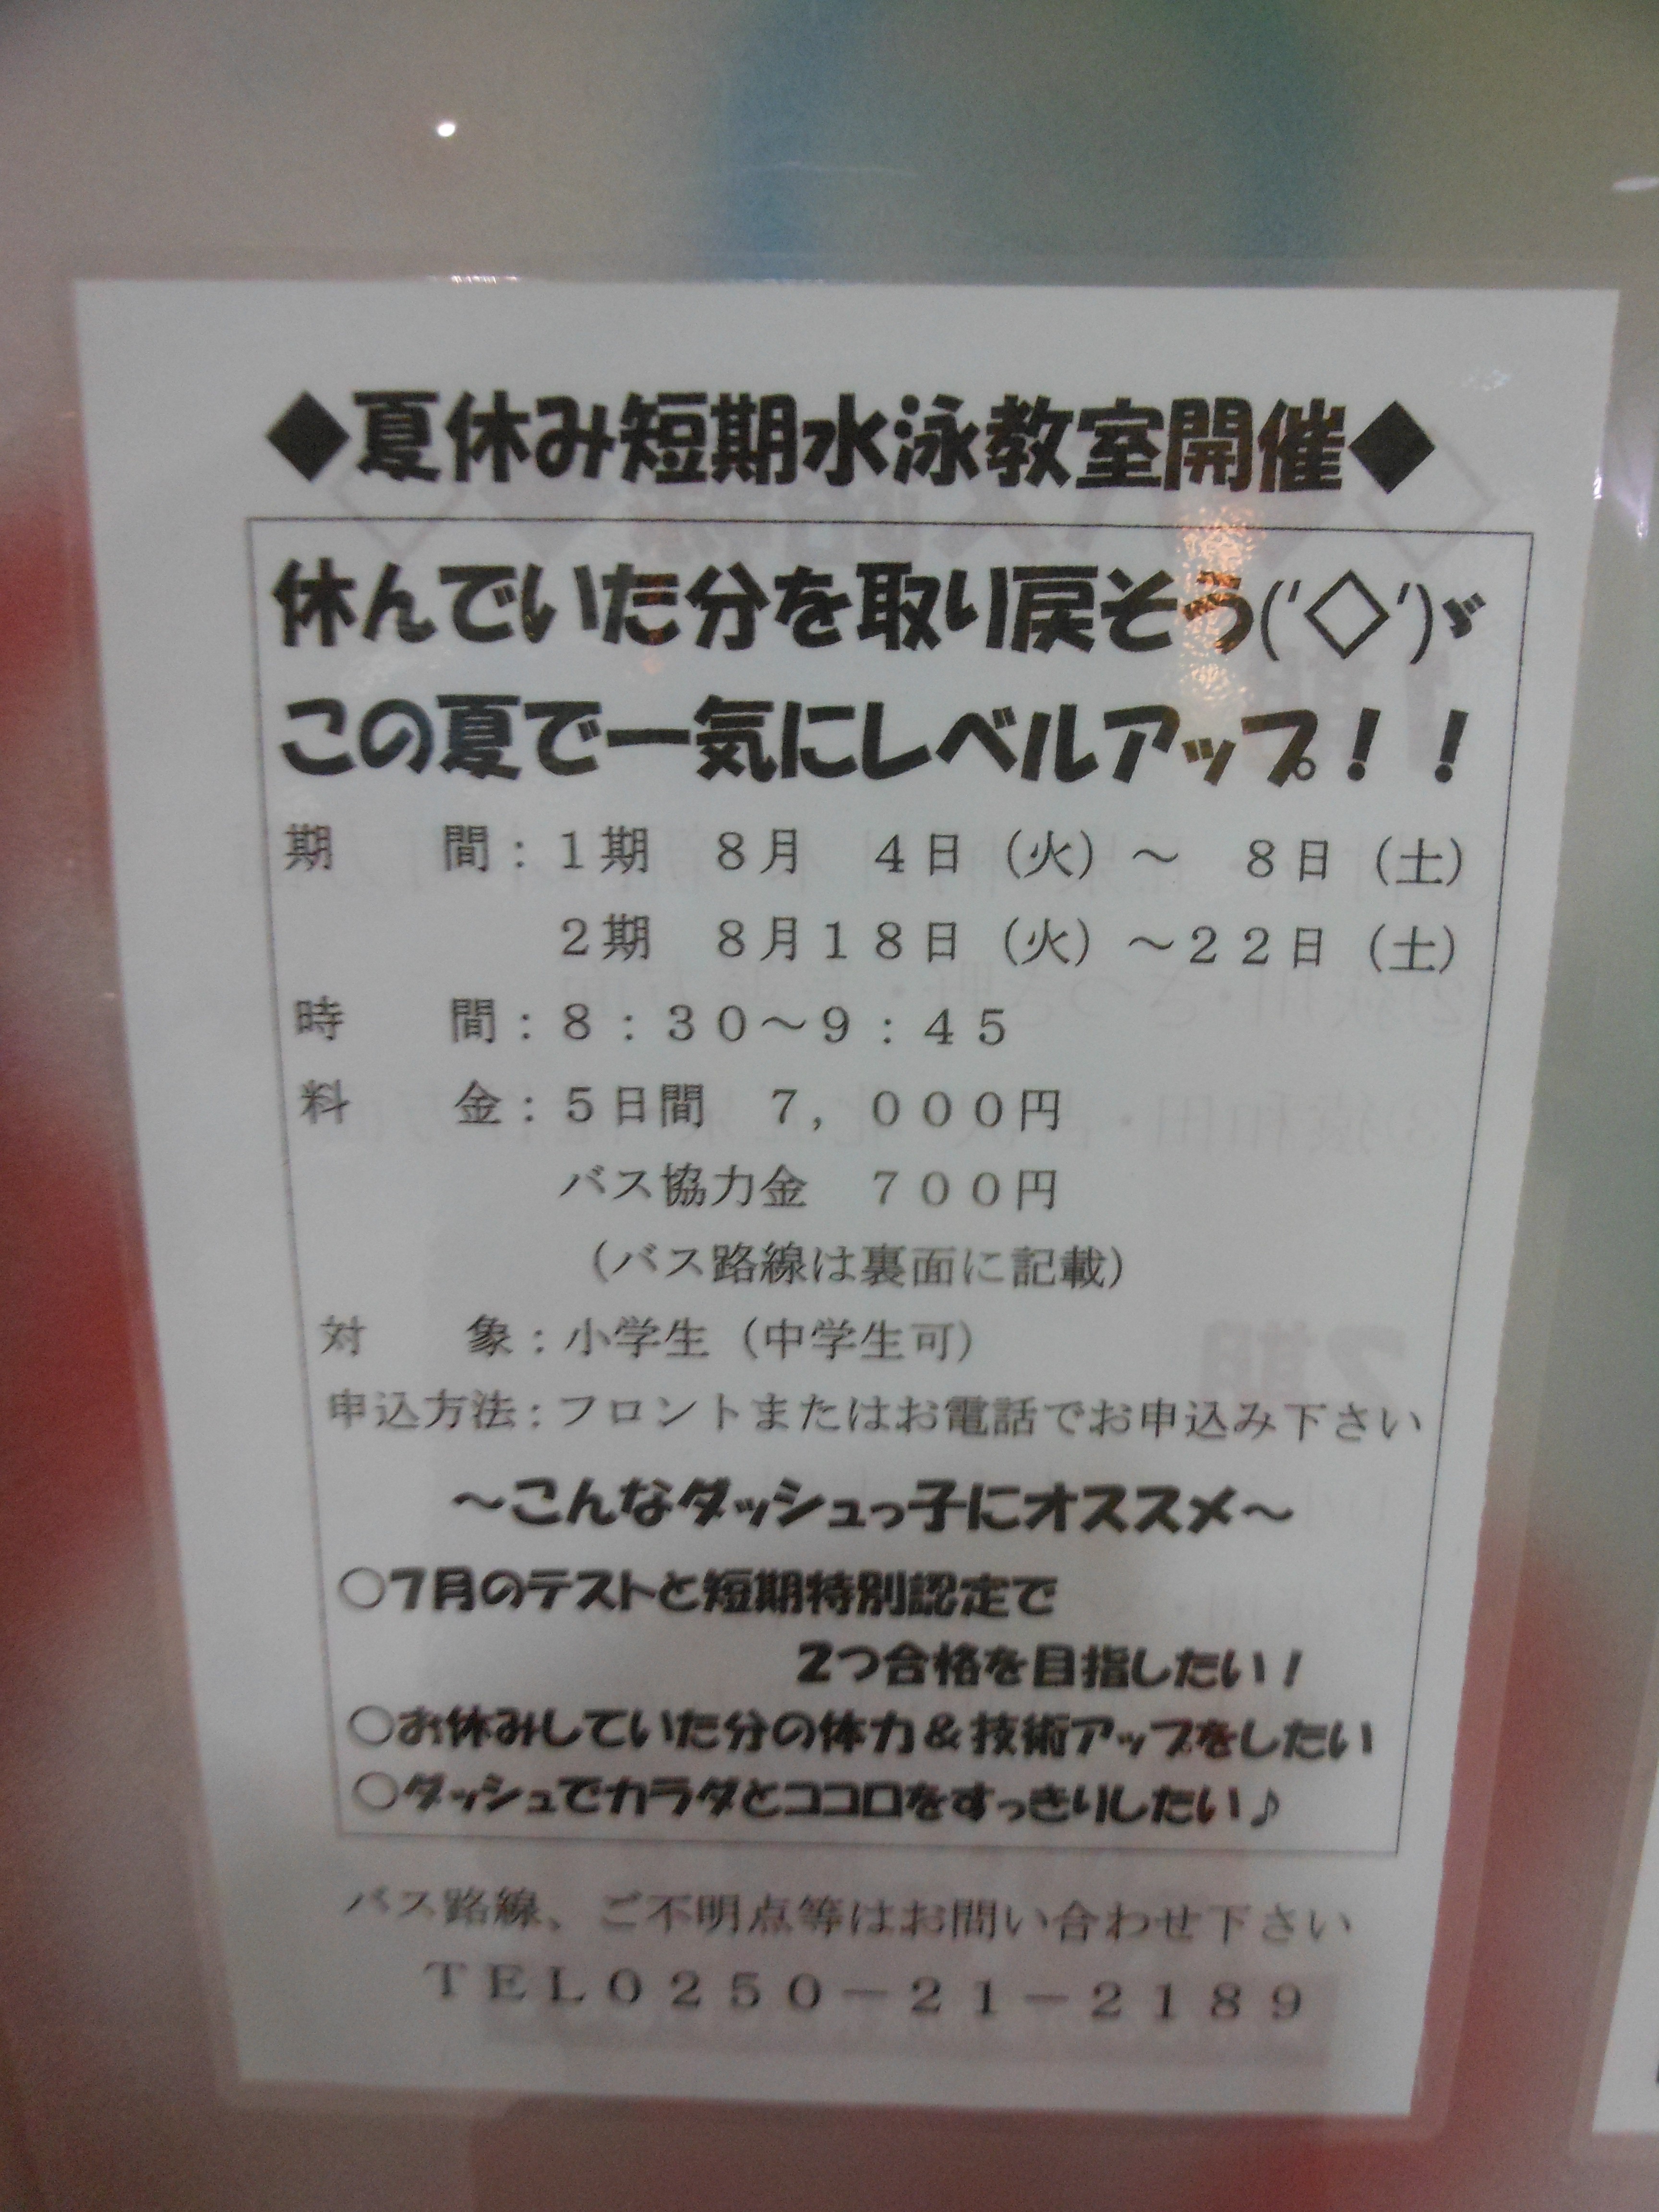 ◆夏休み短期水泳教室開催◆
休んでいた分を取り戻そう(´◇`)ゞ
この夏で一気にレベルアップ！！
期　　間：１期　８月　４日（火）～　８日（土）
２期　８月１８日（火）～２２日（土）
時　　間：８：３０～９：４５
料　　金：５日間　７，０００円
バス協力金　７００円
（バス路線は裏面に記載）
対　　象：小学生（中学生可）
申込方法：フロントまたはお電話でお申込み下さい
～こんなダッシュっ子にオススメ～
○７月のテストと短期特別認定で
２つ合格を目指したい！
○お休みしていた分の体力＆技術アップをしたい
○ダッシュでカラダとココロをすっきりしたい♪
バス路線、ご不明点等はお問い合わせ下さい
ＴＥＬ０２５０－２１－２１８９